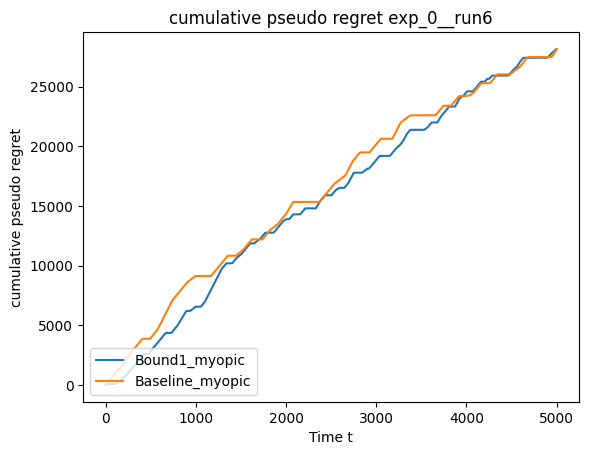 cumulative pseudo regret exp_0__run6
cumulative pseudo regret
25000
20000
15000
10000
5000
0
Bound1_myopic
Baseline_myopic
0 1000 2000 3000 4000 5000
Time t